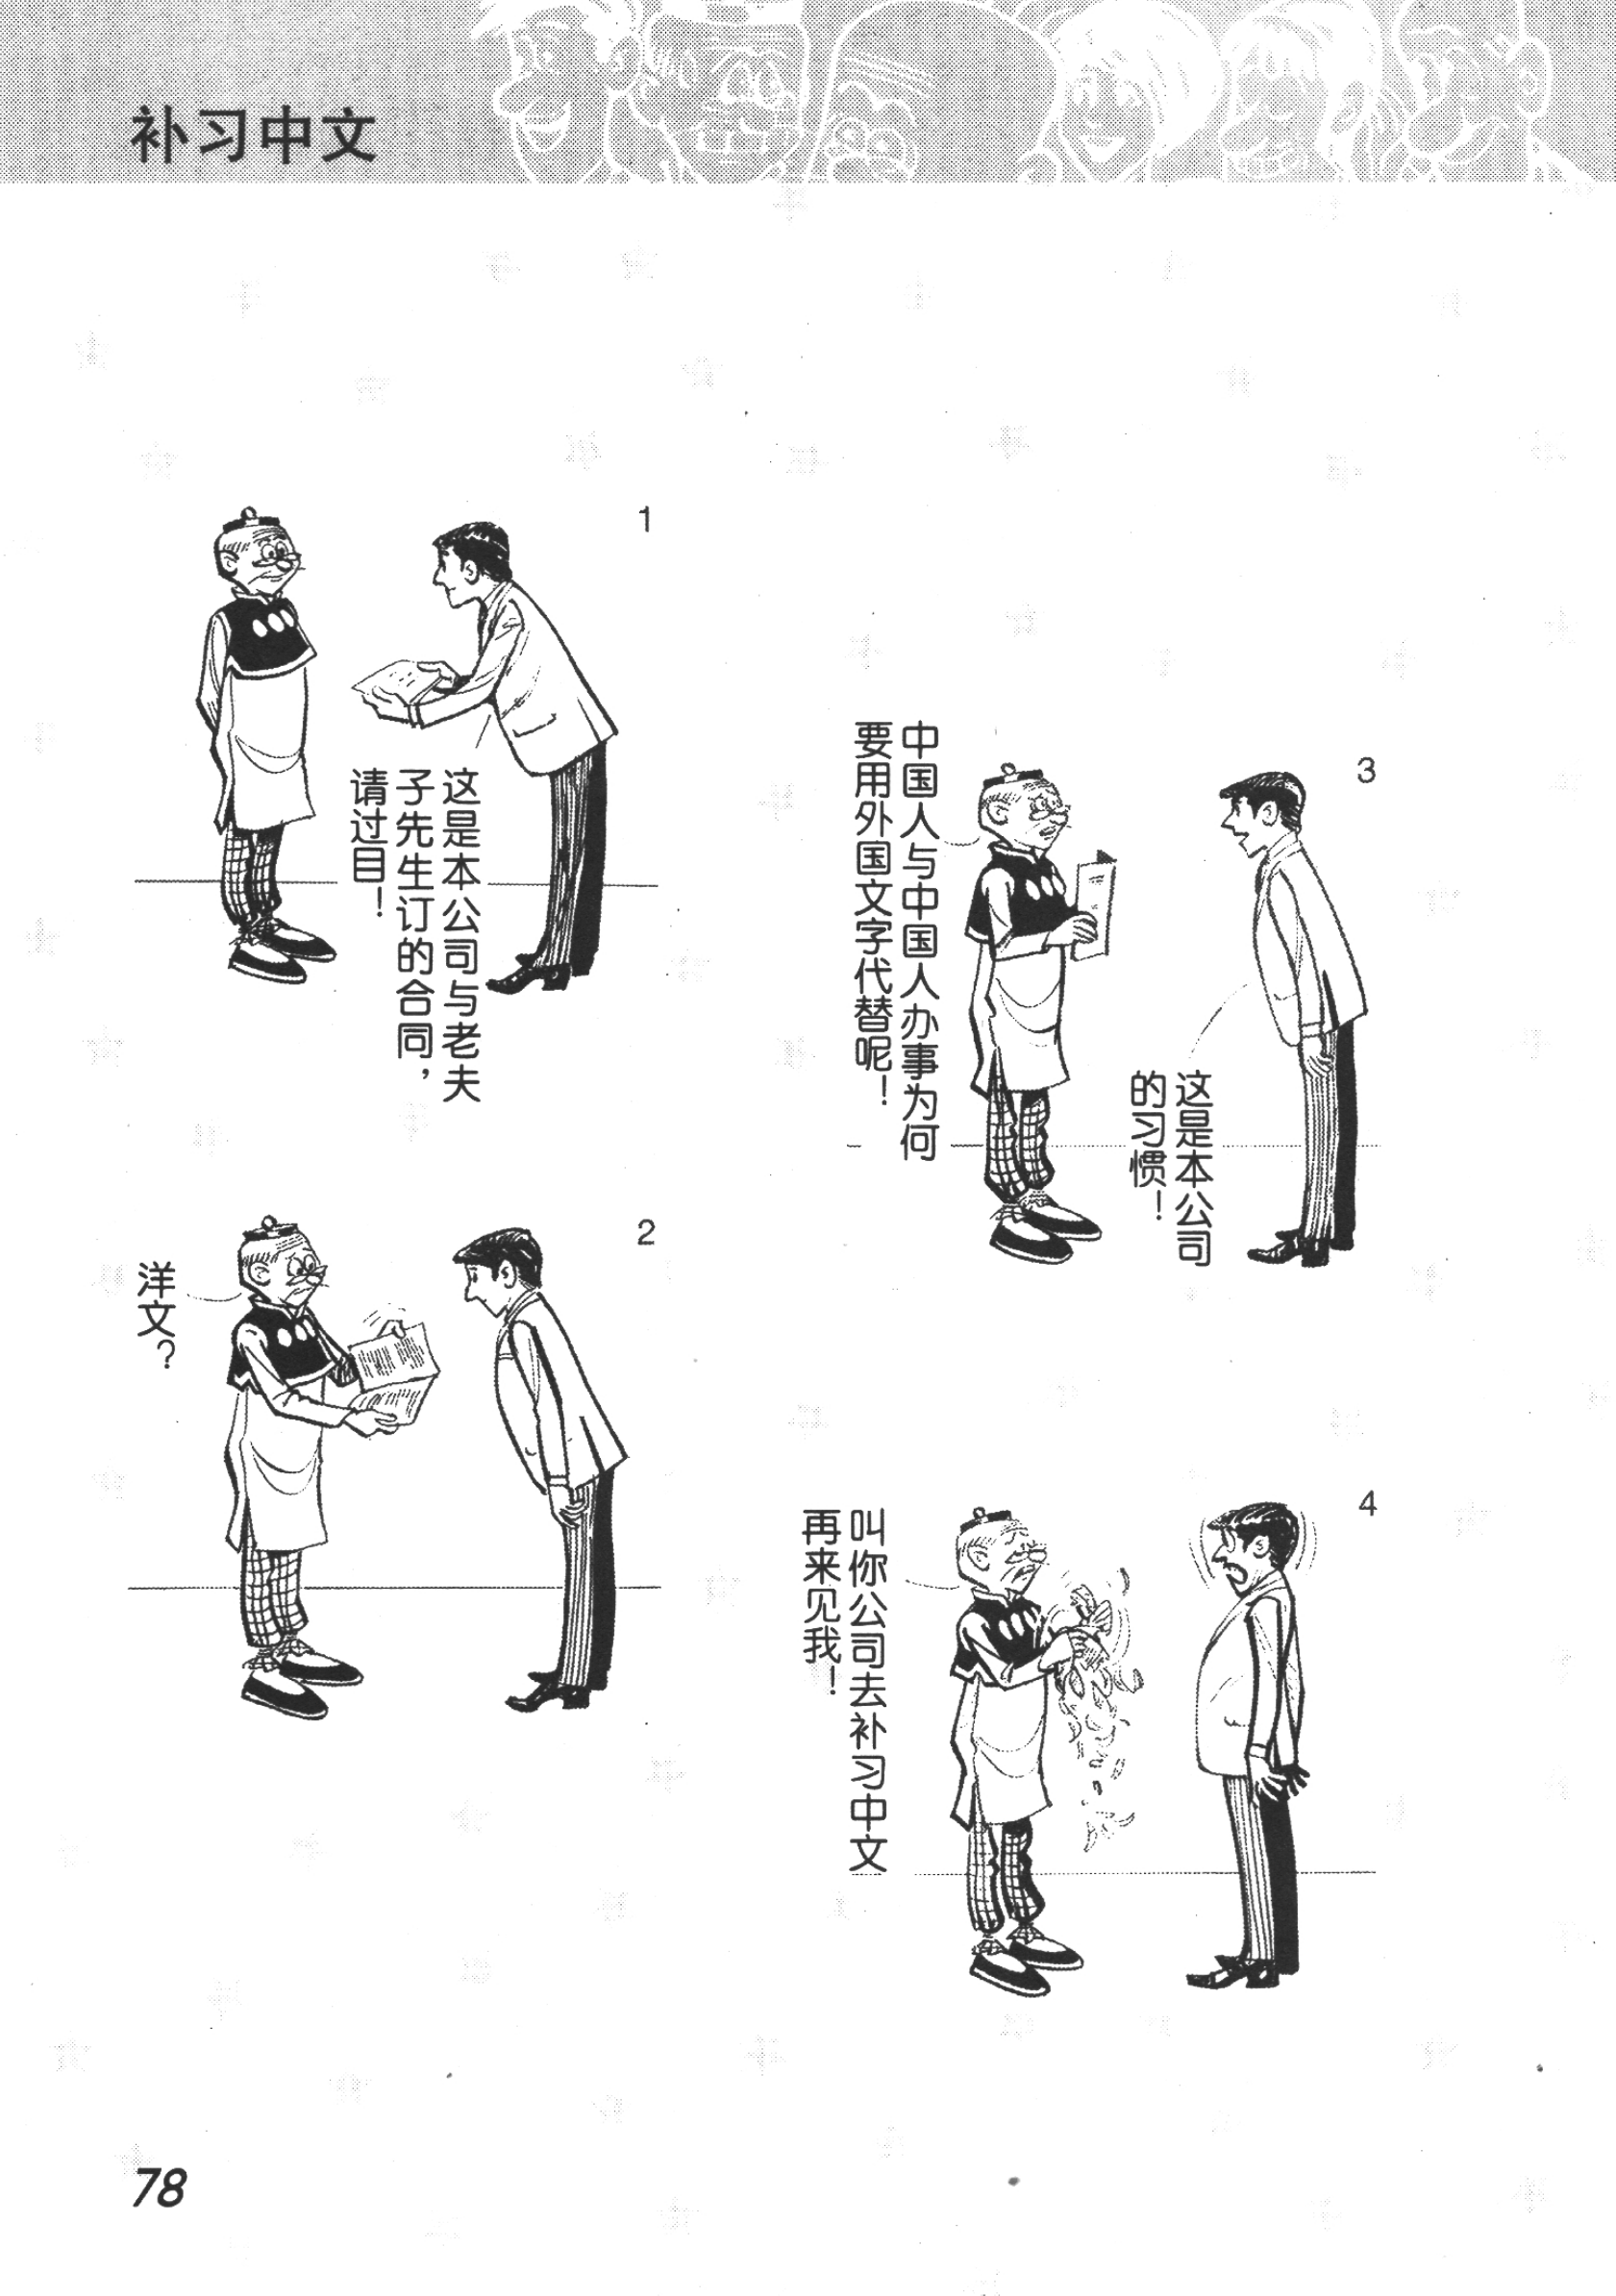 补习中文
1
这是本公司与老夫
子先生订的合同，
请过目！
2
洋文？
3
中国人与中国人办事为何
要用外国文字代替呢！
这是本公司
的习惯！
4
叫你公司去补习中文
再来见我！
78